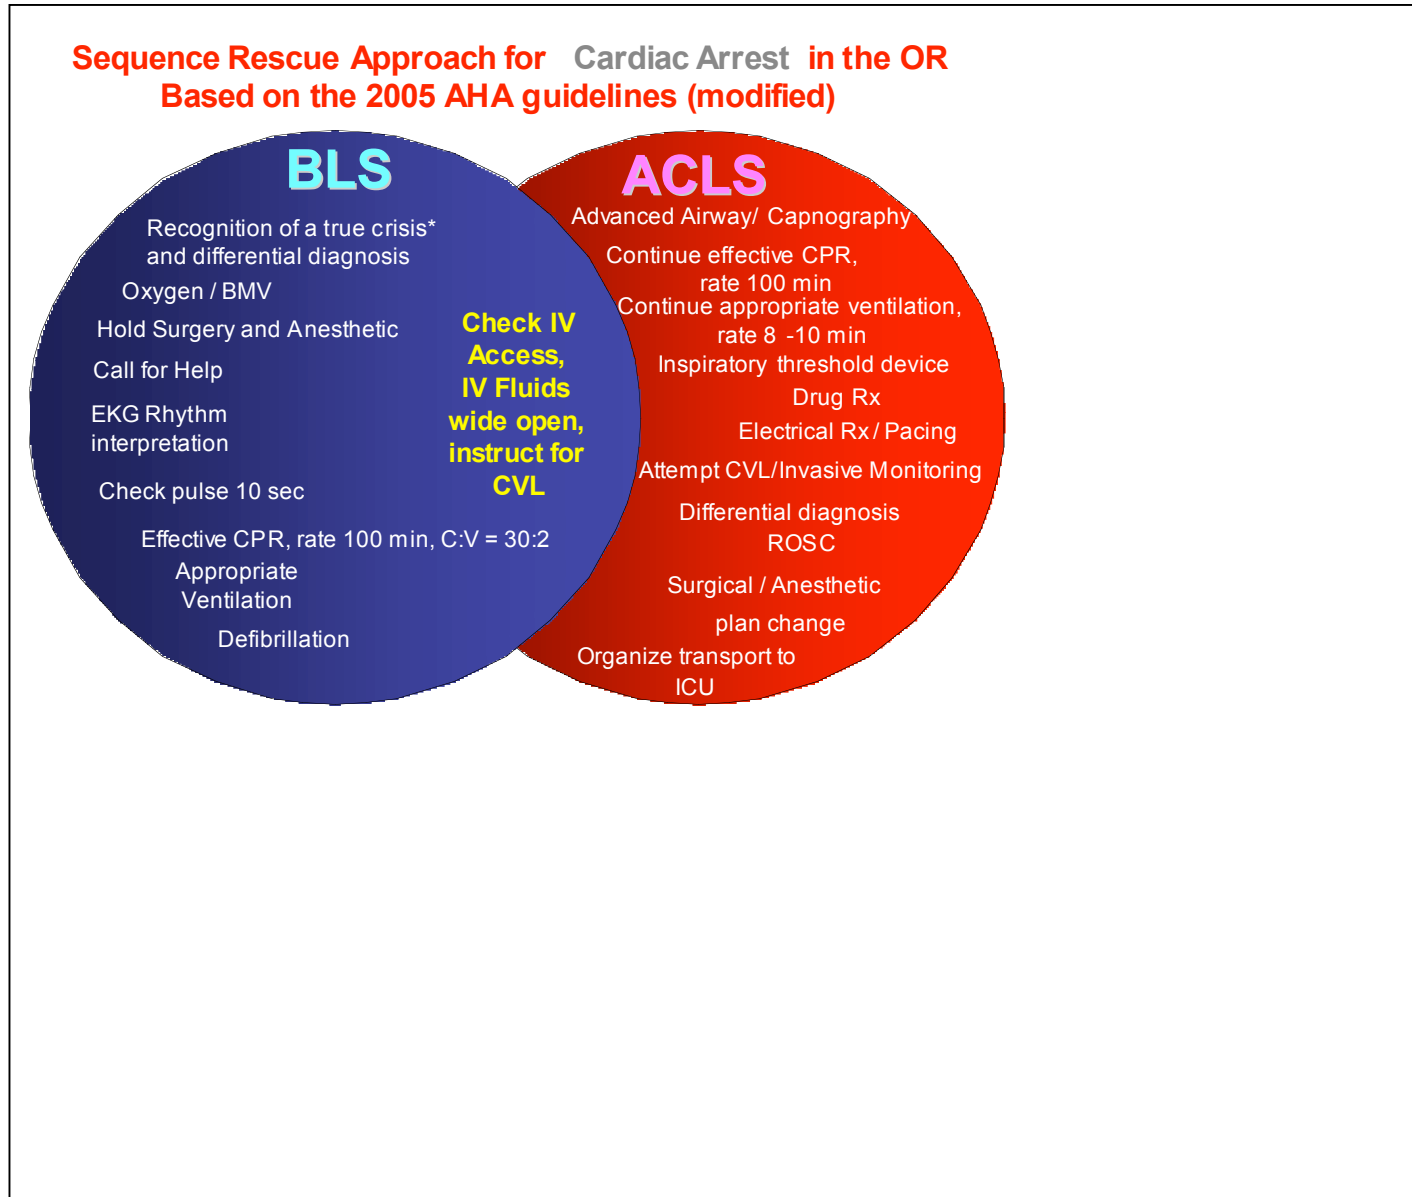 Sequence Rescue Approach for Cardiac Arrest in the OR
Based on the 2005 AHA guidelines (modified)
BLS
Recognition of a true crisis*
and differential diagnosis
Oxygen / BMV
Hold Surgery and Anesthetic
Call for Help
EKG Rhythm
interpretation
Check pulse 10 sec
Effective CPR, rate 100 min, C:V = 30:2
Appropriate
Ventilation
Defibrillation
Check IV
Access,
IV Fluids
wide open,
instruct for
CVL
ACLS
Advanced Airway/ Capnography
Continue effective CPR,
rate 100 min
Continue appropriate ventilation,
rate 8 -10 min
Inspiratory threshold device
Drug Rx
Electrical Rx / Pacing
Attempt CVL/Invasive Monitoring
Differential diagnosis
ROSC
Surgical / Anesthetic
plan change
Organize transport to
ICU